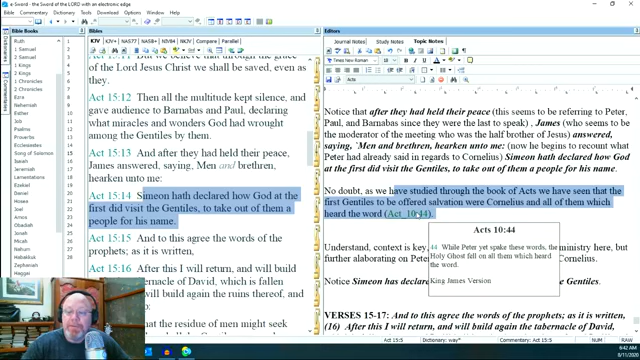 e-Sword - the Sword of the LORD with an electronic edge
Bible Commentary Dictionary Tools Window Help
Bible Books
Ruth
1 Samuel
2 Samuel
1 Kings
2 Kings
1 Chronicles
2 Chronicles
Ezra
Nehemiah
Esther
Job
Psalms
Proverbs
Ecclesiastes
Song of Solomon
Isaiah
Jeremiah
Lamentations
Ezekiel
Daniel
Hosea
Joel
Amos
Obadiah
Jonah
Micah
Nahum
Habakkuk
Zephaniah
Haggai
Bibles
KJV KJV+ NAS77 NASB+ NV84 NKJV Compare Parallel
of the Lord Jesus Christ we shall be saved, even as
they.
Act 15:12 Then all the multitude kept silence, and
gave audience to Barnabas and Paul, declaring
what miracles and wonders God had wrought
among the Gentiles by them.
Act 15:13 And after they had held their peace,
James answered, saying, Men and brethren,
hearken unto me:
Act 15:14 Simeon hath declared how God at the
first did visit the Gentiles, to take out of them a
people for his name.
Act 15:15 And to this agree the words of the
prophets; as it is written,
Act 15:16 After this I will return, and will build
tabernacle of David, which is fallen
will build again the ruins thereof, and
that the residue of men might seek
Editors
Journal Notes Study Notes Topic Notes
Times New Roman
Acts
Notice that after they had held their peace (this seems to be referring to Peter,
Paul, and Barnabas since they were the last to speak) , James (who seems to be
the moderator of the meeting who was the half brother of Jesus) answered,
saying, `Men and brethren, hearken unto me: (now he begins to recount what
Peter had already said in regards to Cornelius) Simeon hath declared how God
at the first did visit the Gentiles, to take out of them a people for his name.
No doubt, as we have studied through the book of Acts we have seen that the
first Gentiles to be offered salvation were Cornelius and all of them which
heard the word (Act_10:44).
Acts 10:44
44 While Peter yet spake these words, the
Holy Ghost fell on all them which heard
the word.
King James Version
Understand, context is key,
ministry here, but
further alaborating on Pete
Cornelius.
Notice Simeon has declare
the Gentiles.
VERSES 15-17: And to this agree the words of the prophets; as it is written,
(16) After this I will return, and will build again the tabernacle of David,
Act 15:5
Dictionary: "way"
6:42 AM
8/11/2020